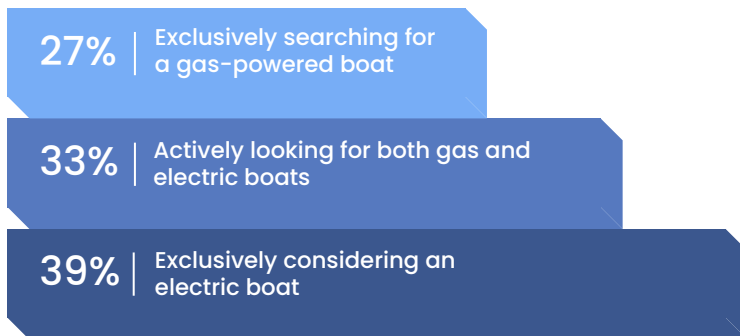 27%
Exclusively searching for
a gas-powered boat
33%
Actively looking for both gas and
electric boats
39%
Exclusively considering an
electric boat